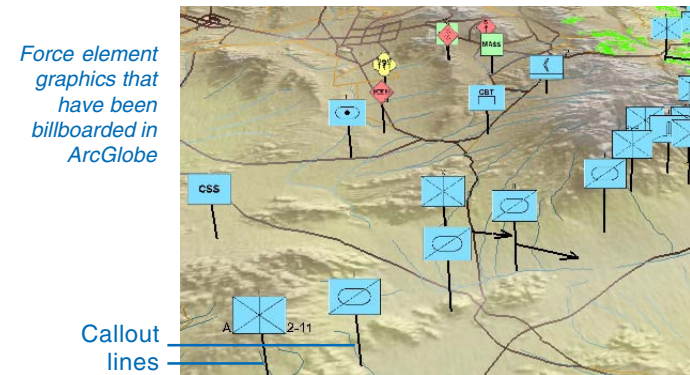 Force element
graphics that
have been
billboarded in
ArcGlobe
MASS
CBT
CSS
A
2-11
Callout
lines